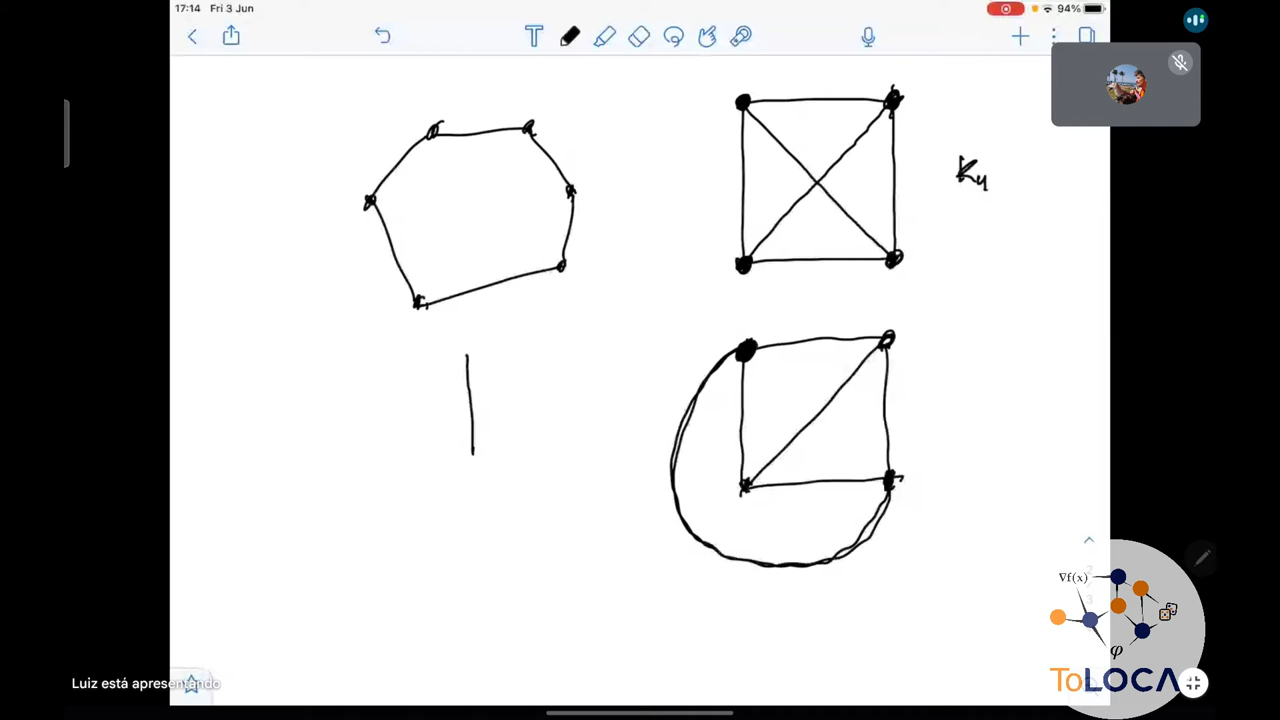 17:14 Fri 3 Jun
94%
T
K4
∇f(x)
φ
ToLOCA
Luiz está apresentando